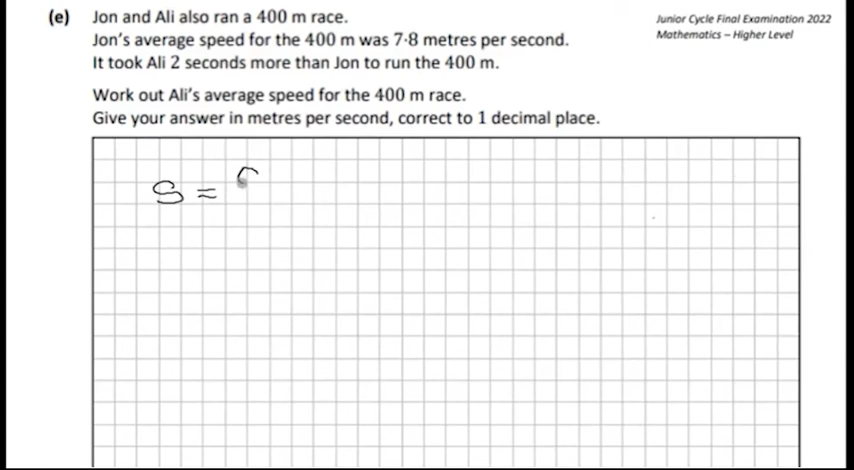 (e) Jon and Ali also ran a 400 m race.
Junior Cycle Final Examination 2022
Jon's average speed for the 400 m was 7·8 metres per second.
Mathematics – Higher Level
It took Ali 2 seconds more than Jon to run the 400 m.
Work out Ali's average speed for the 400 m race.
Give your answer in metres per second, correct to 1 decimal place.
S =